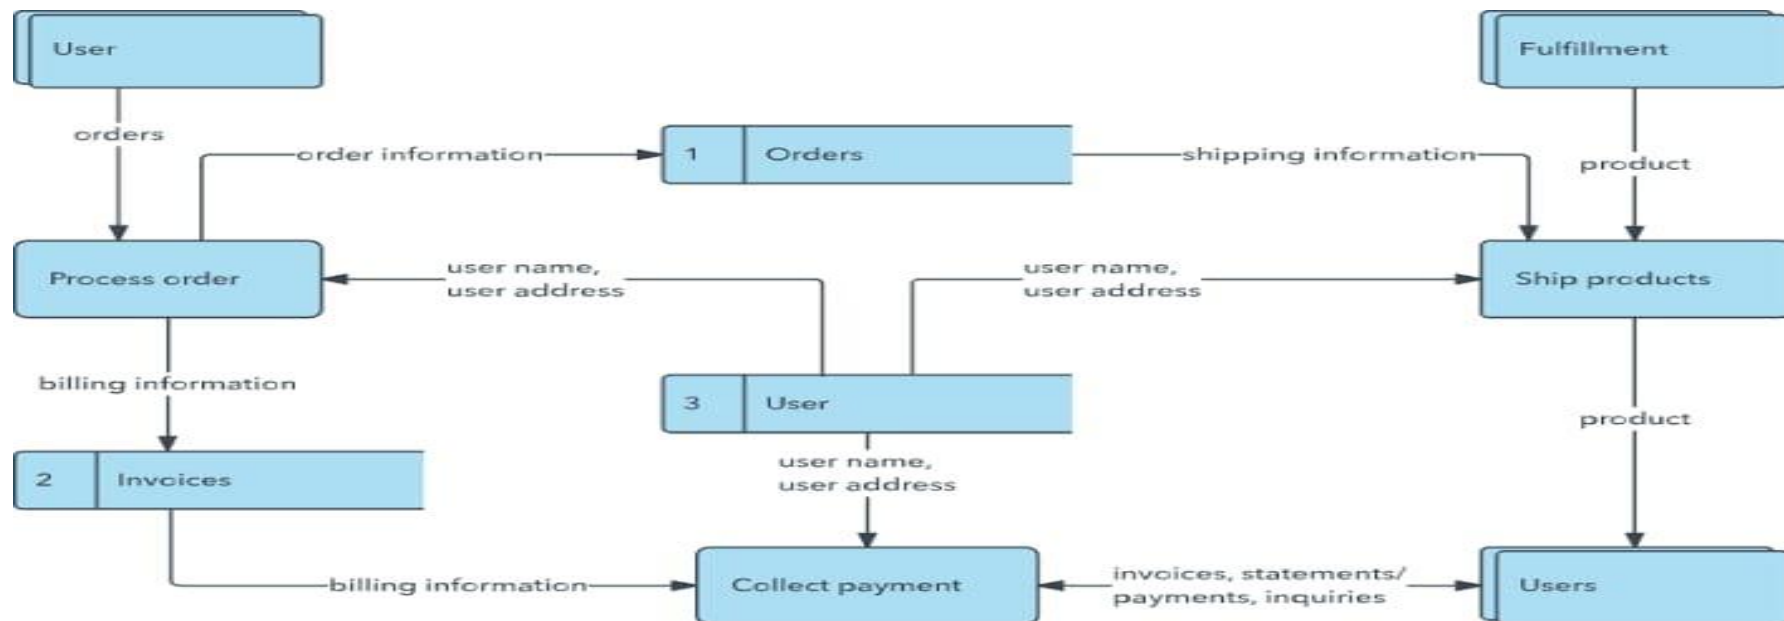 User
Fulfillment
orders
order information
1
Orders
shipping information
product
Process order
user name,
user address
user name,
user address
Ship products
billing information
3
User
product
2
Invoices
user name,
user address
billing information
Collect payment
invoices, statements/
payments, inquiries
Users